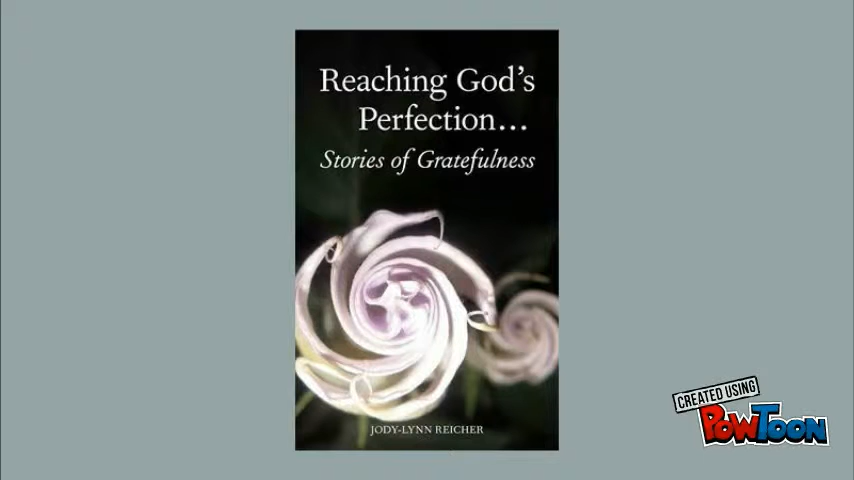 Reaching God's
Perfection...
Stories of Gratefulness
JODY-LYNN REICHER
CREATED USING
POWTOON